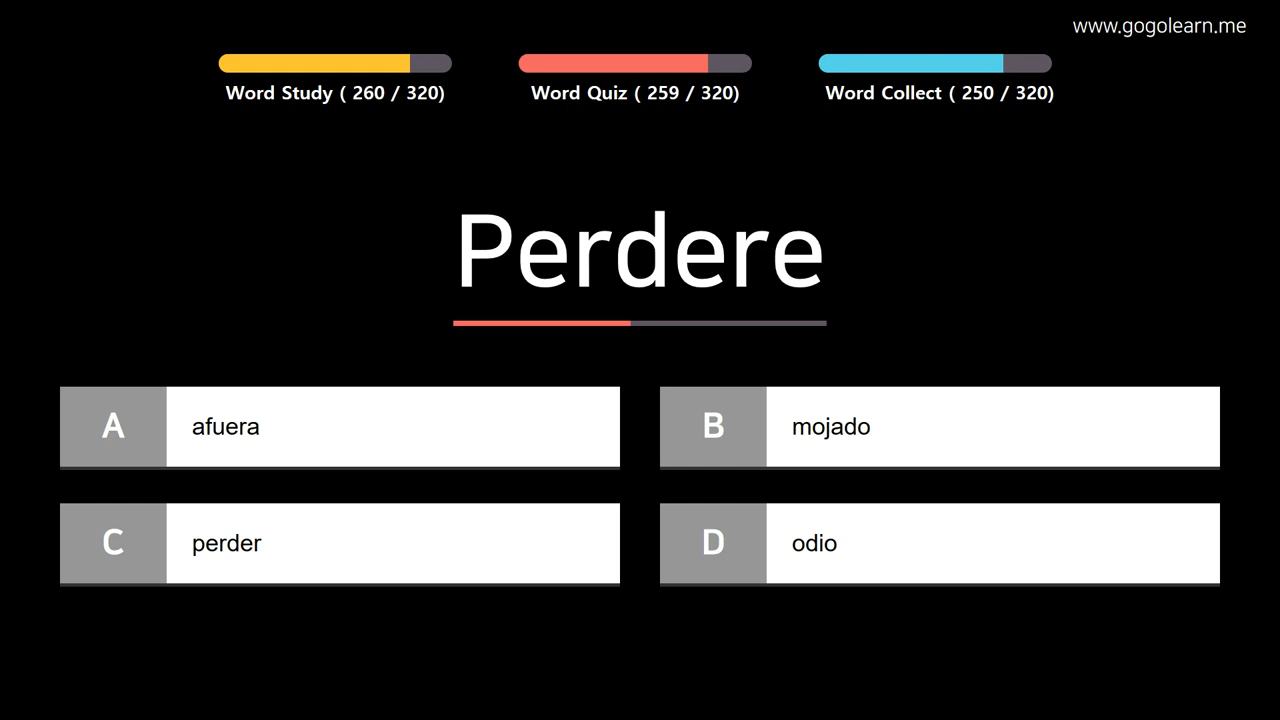 www.gogolearn.me
Word Study ( 260 / 320)
Word Quiz ( 259 / 320)
Word Collect ( 250 / 320)
Perdere
A
afuera
B
mojado
C
perder
D
odio